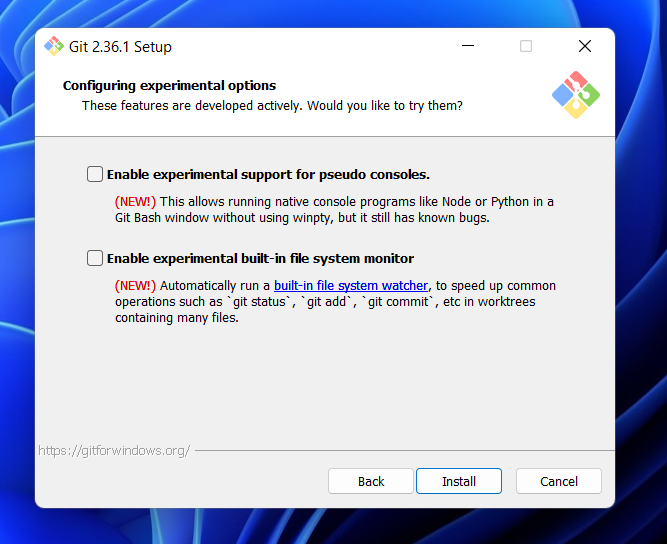 Git 2.36.1 Setup
Configuring experimental options
These features are developed actively. Would you like to try them?
Enable experimental support for pseudo consoles.
(NEW!) This allows running native console programs like Node or Python in a
Git Bash window without using winpty, but it still has known bugs.
Enable experimental built-in file system monitor
(NEW!) Automatically run a built-in file system watcher, to speed up common
operations such as `git status`, `git add`, `git commit`, etc in worktrees
containing many files.
https://gitforwindows.org/
Back Install Cancel